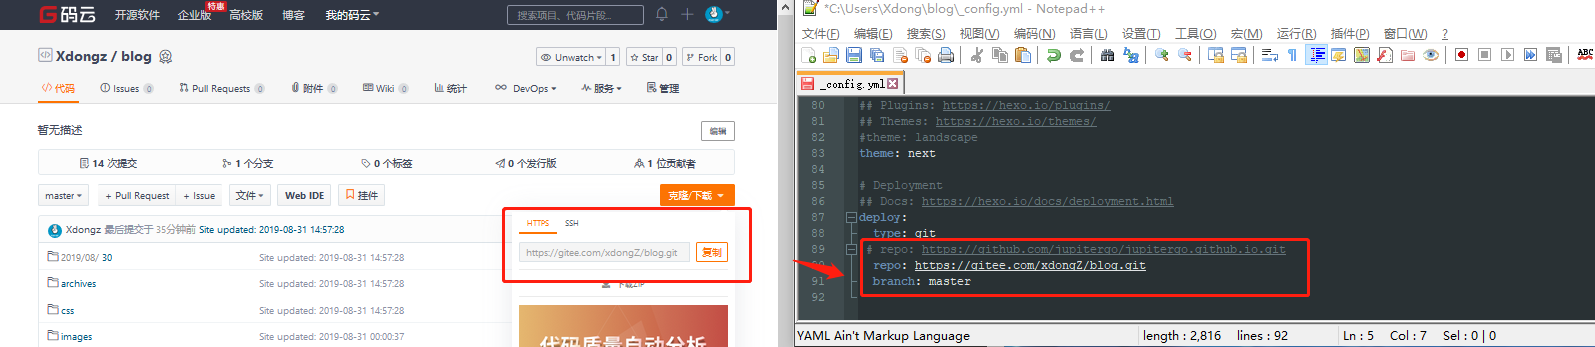 码云 开源软件 企业版 特惠 高校版 博客 我的码云 搜索项目、代码片段...
Xdongz / blog
Unwatch 1 Star 0 Fork 0
代码 Issues 0 Pull Requests 0 附件 0 Wiki 0 统计 DevOps 服务 管理
暂无描述 编辑
14 次提交 1 个分支 0 个标签 0 个发行版 1 位贡献者
master + Pull Request + Issue 文件 Web IDE 挂件 克隆/下载
Xdongz 最后提交于 35分钟前 Site updated: 2019-08-31 14:57:28
HTTPS SSH
https://gitee.com/xdongZ/blog.git 复制
下载ZIP
代码质量自动分析
2019/08/ 30 Site updated: 2019-08-31 14:57:28
archives Site updated: 2019-08-31 14:57:28
css Site updated: 2019-08-31 14:57:28
images Site updated: 2019-08-31 00:00:37
*C:\Users\Xdong\blog\_config.yml - Notepad++
文件(F) 编辑(E) 搜索(S) 视图(V) 编码(N) 语言(L) 设置(T) 工具(O) 宏(M) 运行(R) 插件(P) 窗口(W) ?
ABC
_config.yml
80 ## Plugins: https://hexo.io/plugins/
81 ## Themes: https://hexo.io/themes/
82 #theme: landscape
83 theme: next
84
85 # Deployment
86 ## Docs: https://hexo.io/docs/deployment.html
87 deploy:
88 type: git
89 # repo: https://github.com/jupitergo/jupitergo.github.io.git
90 repo: https://gitee.com/xdongZ/blog.git
91 branch: master
92
YAML Ain't Markup Language length : 2,816 lines : 92 Ln : 5 Col : 7 Sel : 0 | 0